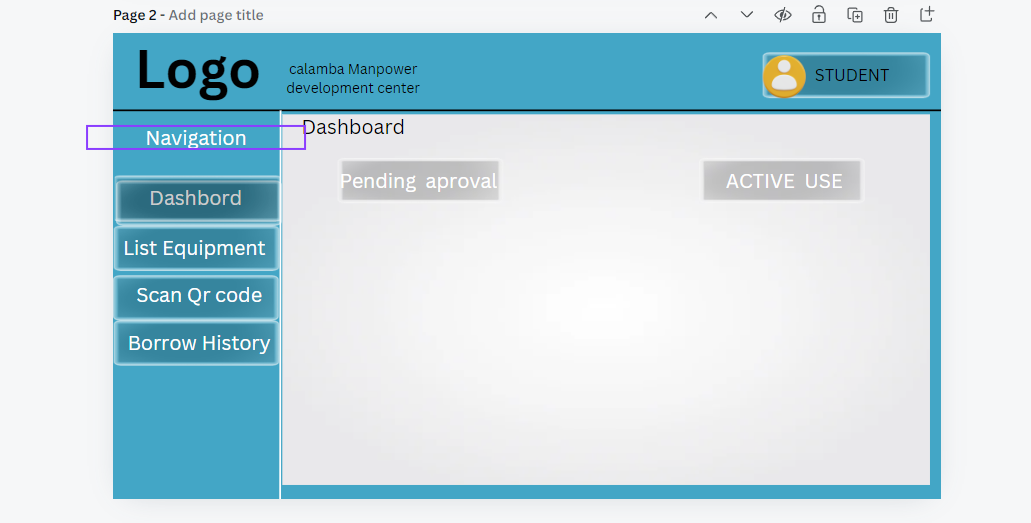 Page 2 - Add page title
Logo
calamba Manpower
development center
STUDENT
Navigation
Dashboard
Pending aproval
ACTIVE USE
Dashbord
List Equipment
Scan Qr code
Borrow History